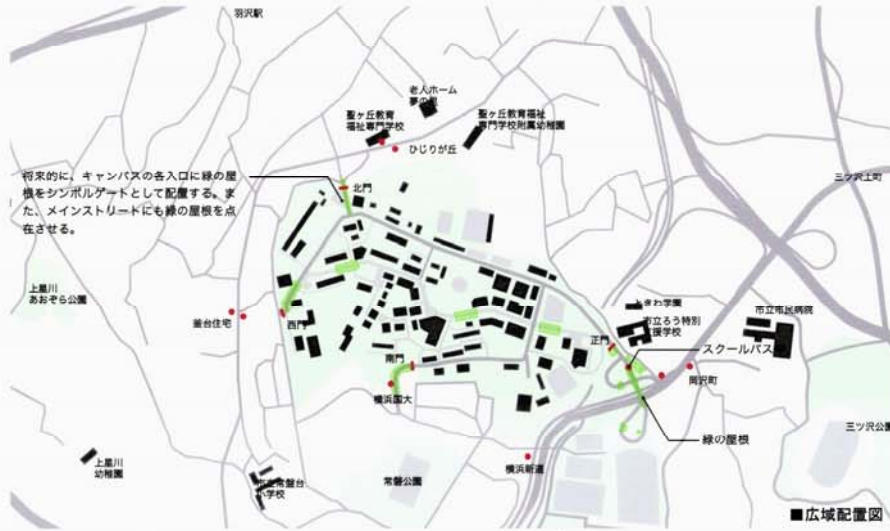 羽沢駅
老人ホーム
聖ヶ丘教育
福祉専門学校
聖ヶ丘教育福祉
専門学校附属幼稚園
ひじりが丘
将来的に、キャンパスの各入口に緑の屋
根をシンボルゲートとして配置する。ま
た、メインストリートにも緑の屋根を点
在させる。
北門
三ツ沢上町
上星川
あおぞら公園
釜台住宅
西門
ときわ学園
市立ろう特別
支援学校
市立市民病院
正門
スクールバス
南門
岡沢町
横浜国大
緑の屋根
三ツ沢公園
上星川
幼稚園
市立常盤台
小学校
常磐公園
横浜新道
■広域配置図